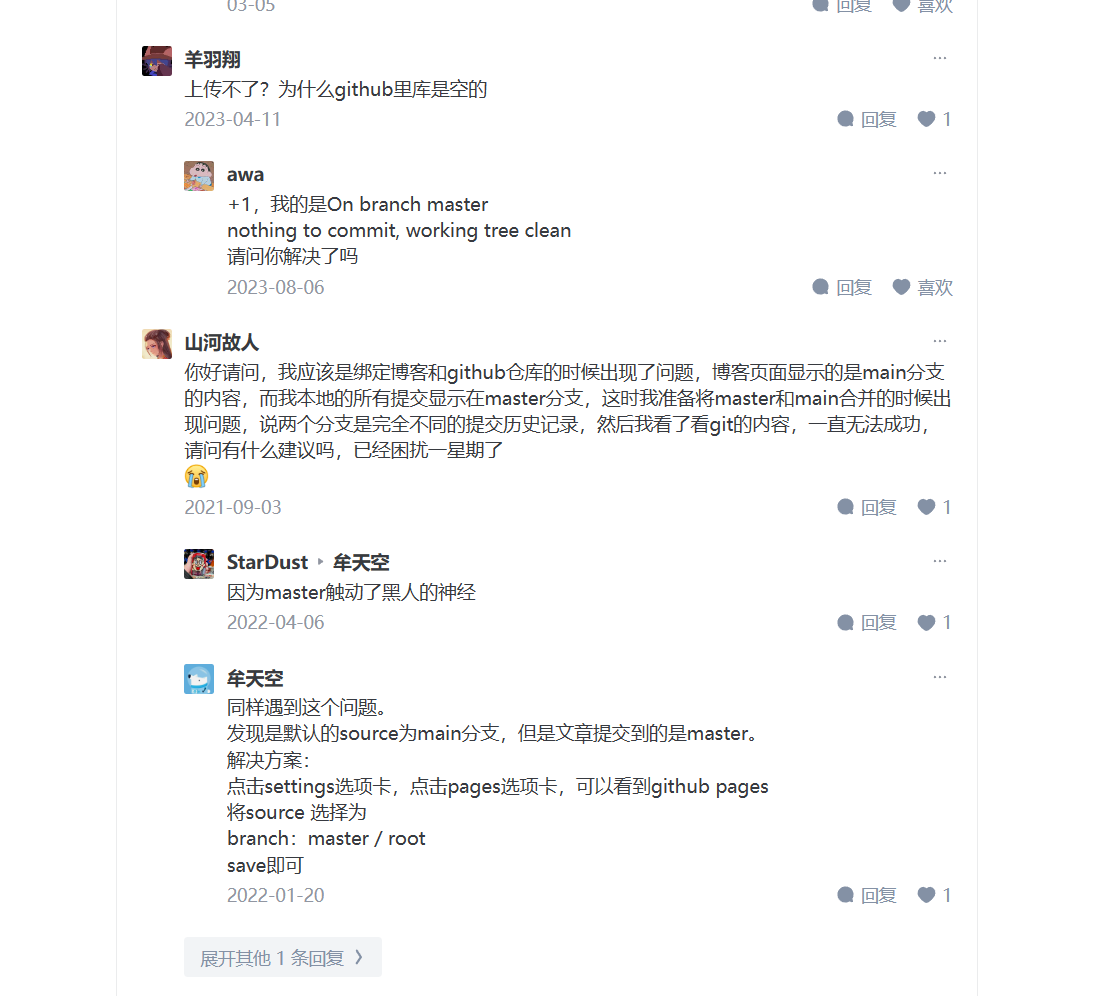 03-05
回复 喜欢
羊羽翔
上传不了？为什么github里库是空的
2023-04-11
回复 1
awa
+1，我的是On branch master
nothing to commit, working tree clean
请问你解决了吗
2023-08-06
回复 喜欢
山河故人
你好请问，我应该是绑定博客和github仓库的时候出现了问题，博客页面显示的是main分支
的内容，而我本地的所有提交显示在master分支，这时我准备将master和main合并的时候出
现问题，说两个分支是完全不同的提交历史记录，然后我看了看git的内容，一直无法成功，
请问有什么建议吗，已经困扰一星期了
2021-09-03
回复 1
StarDust 牟天空
因为master触动了黑人的神经
2022-04-06
回复 1
牟天空
同样遇到这个问题。
发现是默认的source为main分支，但是文章提交到的是master。
解决方案：
点击settings选项卡，点击pages选项卡，可以看到github pages
将source 选择为
branch：master / root
save即可
2022-01-20
回复 1
展开其他 1 条回复